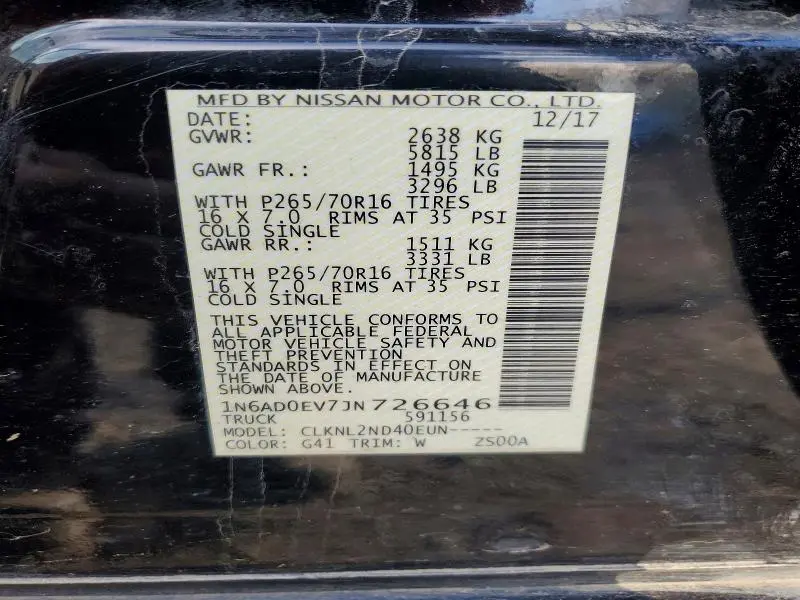 MFD BY NISSAN MOTOR CO., LTD.
DATE: 12/17
GVWR: 2638 KG
5815 LB
GAWR FR.: 1495 KG
3296 LB
WITH P265/70R16 TIRES
16 X 7.0 RIMS AT 35 PSI
COLD SINGLE
GAWR RR.: 1511 KG
3331 LB
WITH P265/70R16 TIRES
16 X 7.0 RIMS AT 35 PSI
COLD SINGLE
THIS VEHICLE CONFORMS TO
ALL APPLICABLE FEDERAL
MOTOR VEHICLE SAFETY AND
THEFT PREVENTION
STANDARDS IN EFFECT ON
THE DATE OF MANUFACTURE
SHOWN ABOVE.
1N6AD0EV7JN726646
TRUCK 591156
MODEL: CLKNL2ND40EUN-----
COLOR: G41 TRIM: W ZS00A